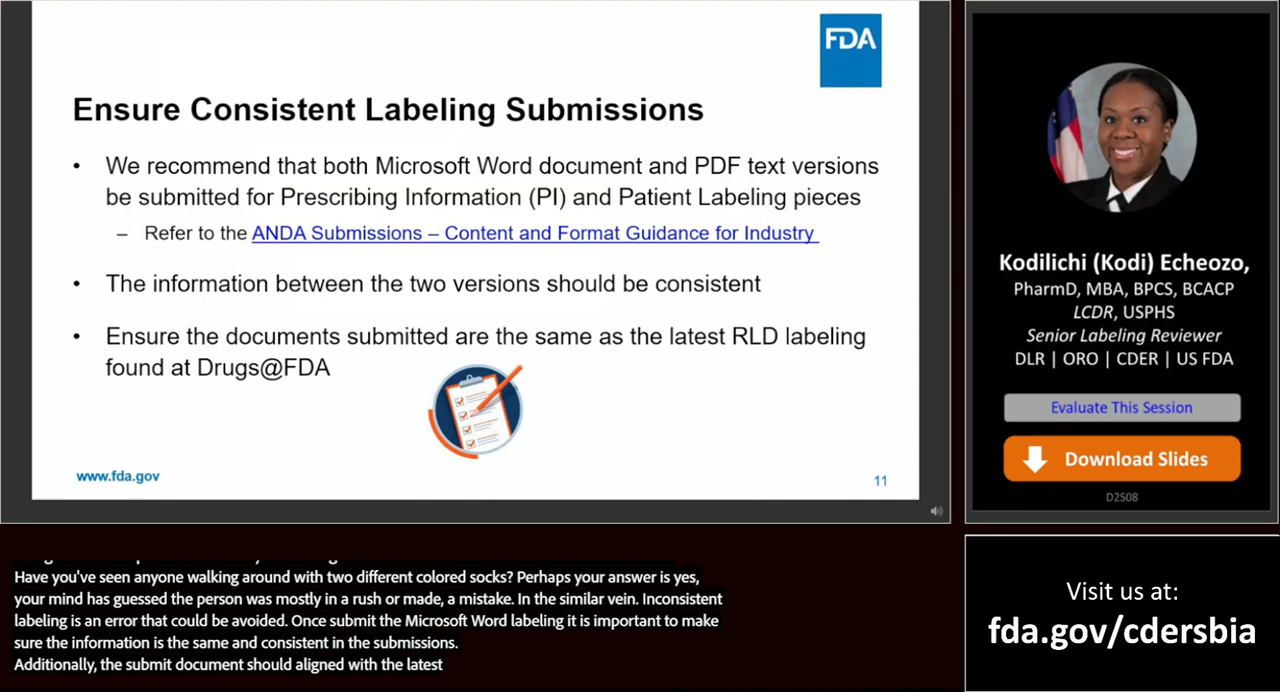 FDA
Ensure Consistent Labeling Submissions
• We recommend that both Microsoft Word document and PDF text versions
be submitted for Prescribing Information (PI) and Patient Labeling pieces
– Refer to the ANDA Submissions – Content and Format Guidance for Industry
• The information between the two versions should be consistent
• Ensure the documents submitted are the same as the latest RLD labeling
found at Drugs@FDA
www.fda.gov
11
Kodilichi (Kodi) Echeozo,
PharmD, MBA, BPCS, BCACP
LCDR, USPHS
Senior Labeling Reviewer
DLR | ORO | CDER | US FDA
Evaluate This Session
Download Slides
D2S08
Have you've seen anyone walking around with two different colored socks? Perhaps your answer is yes,
your mind has guessed the person was mostly in a rush or made, a mistake. In the similar vein. Inconsistent
labeling is an error that could be avoided. Once submit the Microsoft Word labeling it is important to make
sure the information is the same and consistent in the submissions.
Additionally, the submit document should aligned with the latest
Visit us at:
fda.gov/cdersbia